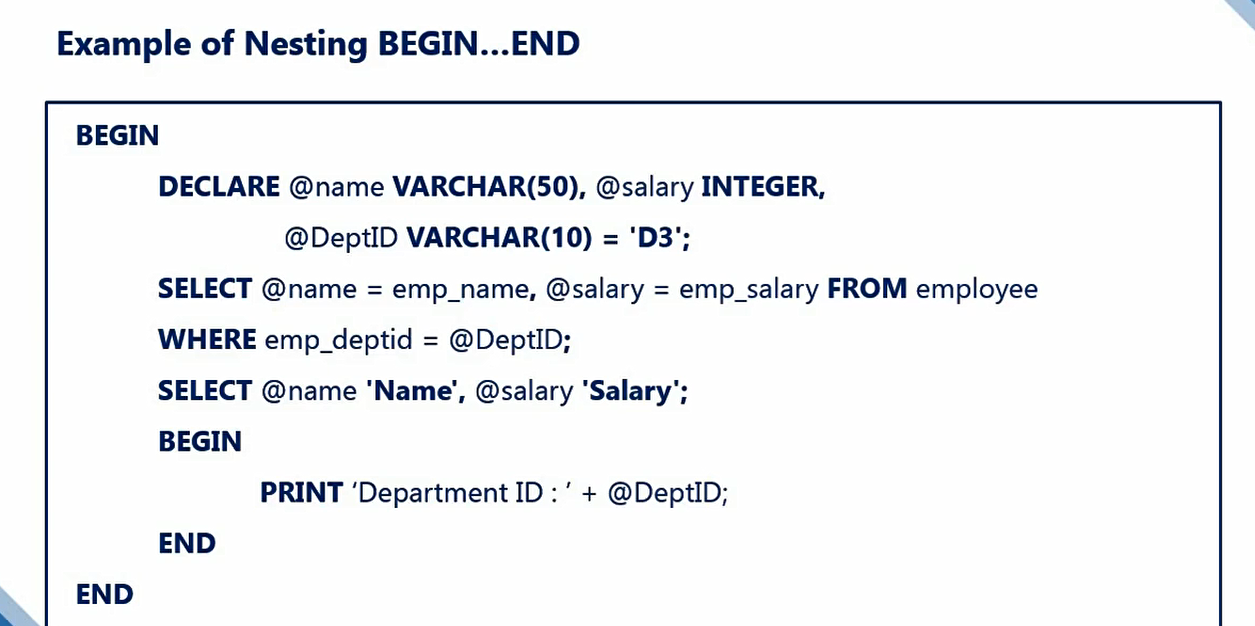 Example of Nesting BEGIN...END
BEGIN
DECLARE @name VARCHAR(50), @salary INTEGER,
@DeptID VARCHAR(10) = 'D3';
SELECT @name = emp_name, @salary = emp_salary FROM employee
WHERE emp_deptid = @DeptID;
SELECT @name 'Name', @salary 'Salary';
BEGIN
PRINT ‘Department ID : ’ + @DeptID;
END
END